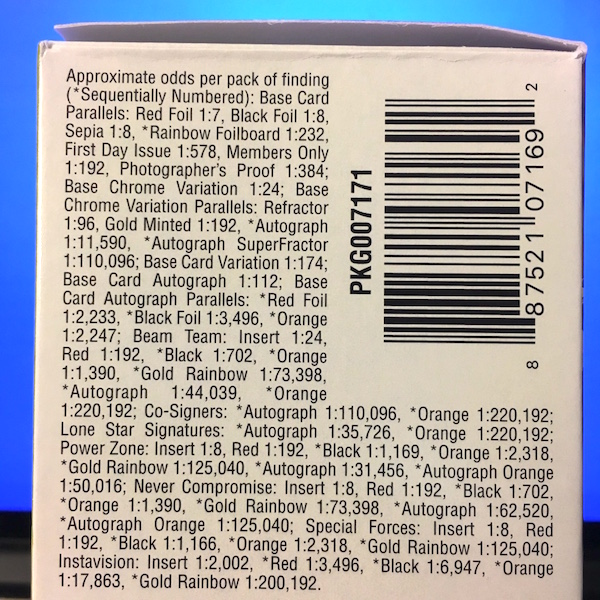 Approximate odds per pack of finding
(*Sequentially Numbered): Base Card
Parallels: Red Foil 1:7, Black Foil 1:8,
Sepia 1:8, *Rainbow Foilboard 1:232,
First Day Issue 1:578, Members Only
1:192, Photographer's Proof 1:384;
Base Chrome Variation 1:24; Base
Chrome Variation Parallels: Refractor
1:96, Gold Minted 1:192, *Autograph
1:11,590, *Autograph SuperFractor
1:110,096; Base Card Variation 1:174;
Base Card Autograph 1:112; Base
Card Autograph Parallels: *Red Foil
1:2,233, *Black Foil 1:3,496, *Orange
1:2,247; Beam Team: Insert 1:24,
Red 1:192, *Black 1:702, *Orange
1:1,390, *Gold Rainbow 1:73,398,
*Autograph 1:44,039, *Orange
1:220,192; Co-Signers: *Autograph 1:110,096, *Orange 1:220,192;
Lone Star Signatures: *Autograph 1:35,726, *Orange 1:220,192;
Power Zone: Insert 1:8, Red 1:192, *Black 1:1,169, *Orange 1:2,318,
*Gold Rainbow 1:125,040, *Autograph 1:31,456, *Autograph Orange
1:50,016; Never Compromise: Insert 1:8, Red 1:192, *Black 1:702,
*Orange 1:1,390, *Gold Rainbow 1:73,398, *Autograph 1:62,520,
*Autograph Orange 1:125,040; Special Forces: Insert 1:8, Red
1:192, *Black 1:1,166, *Orange 1:2,318, *Gold Rainbow 1:125,040;
Instavision: Insert 1:2,002, *Red 1:3,496, *Black 1:6,947, *Orange
1:17,863, *Gold Rainbow 1:200,192.
PKG007171
8 87521 07169 2